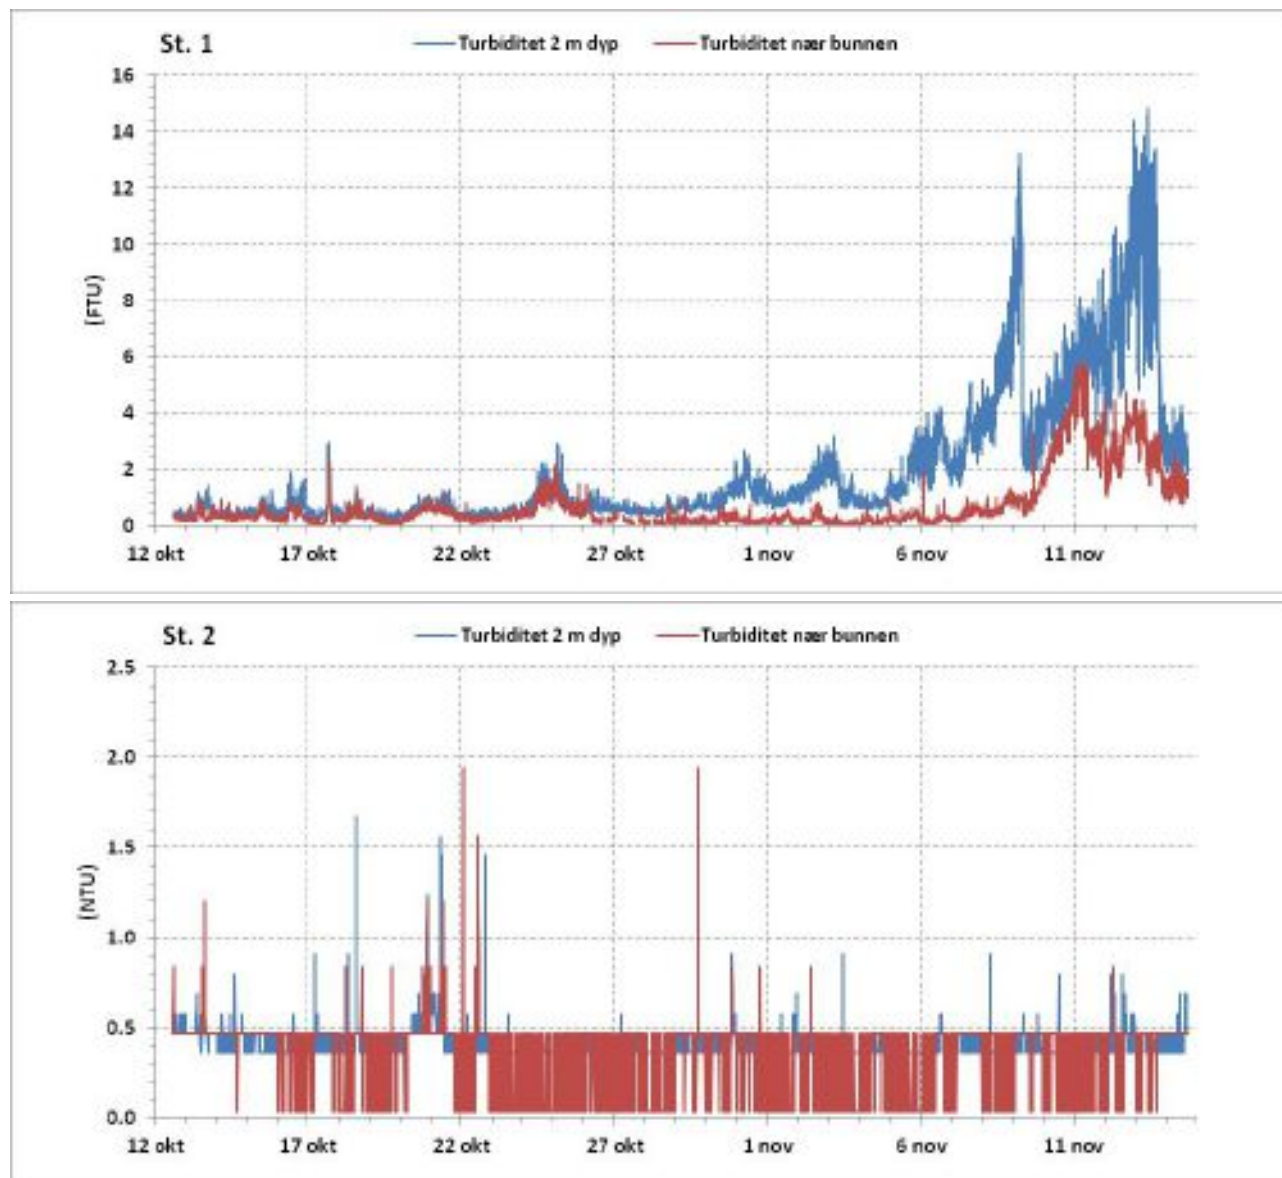 St. 1
Turbiditet 2 m dyp Turbiditet nær bunnen
16
14
12
10
8
6
4
2
0
(FTU)
12 okt 17 okt 22 okt 27 okt 1 nov 6 nov 11 nov
St. 2
Turbiditet 2 m dyp Turbiditet nær bunnen
2.5
2.0
1.5
1.0
0.5
0.0
(NTU)
12 okt 17 okt 22 okt 27 okt 1 nov 6 nov 11 nov